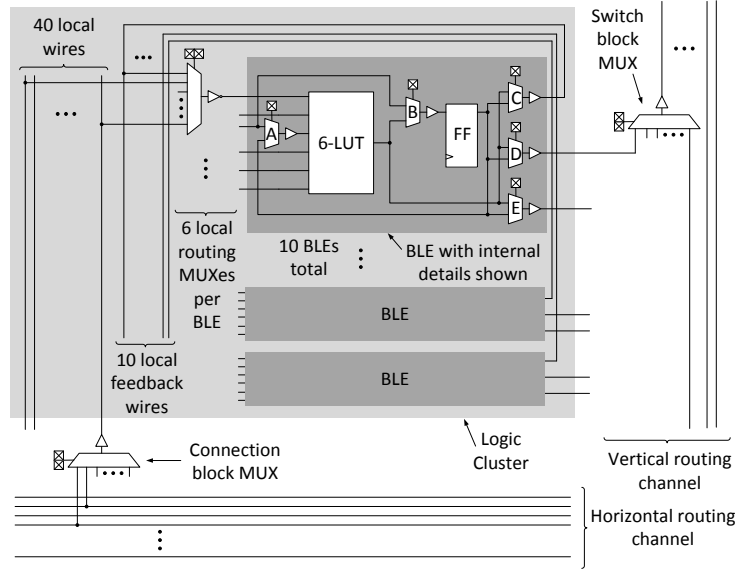 40 local
wires
Switch
block
MUX
A
6-LUT
B
FF
C
D
E
6 local
routing
MUXes
per
BLE
10 BLEs
total
BLE with internal
details shown
BLE
BLE
10 local
feedback
wires
Logic
Cluster
Connection
block MUX
Vertical routing
channel
Horizontal routing
channel